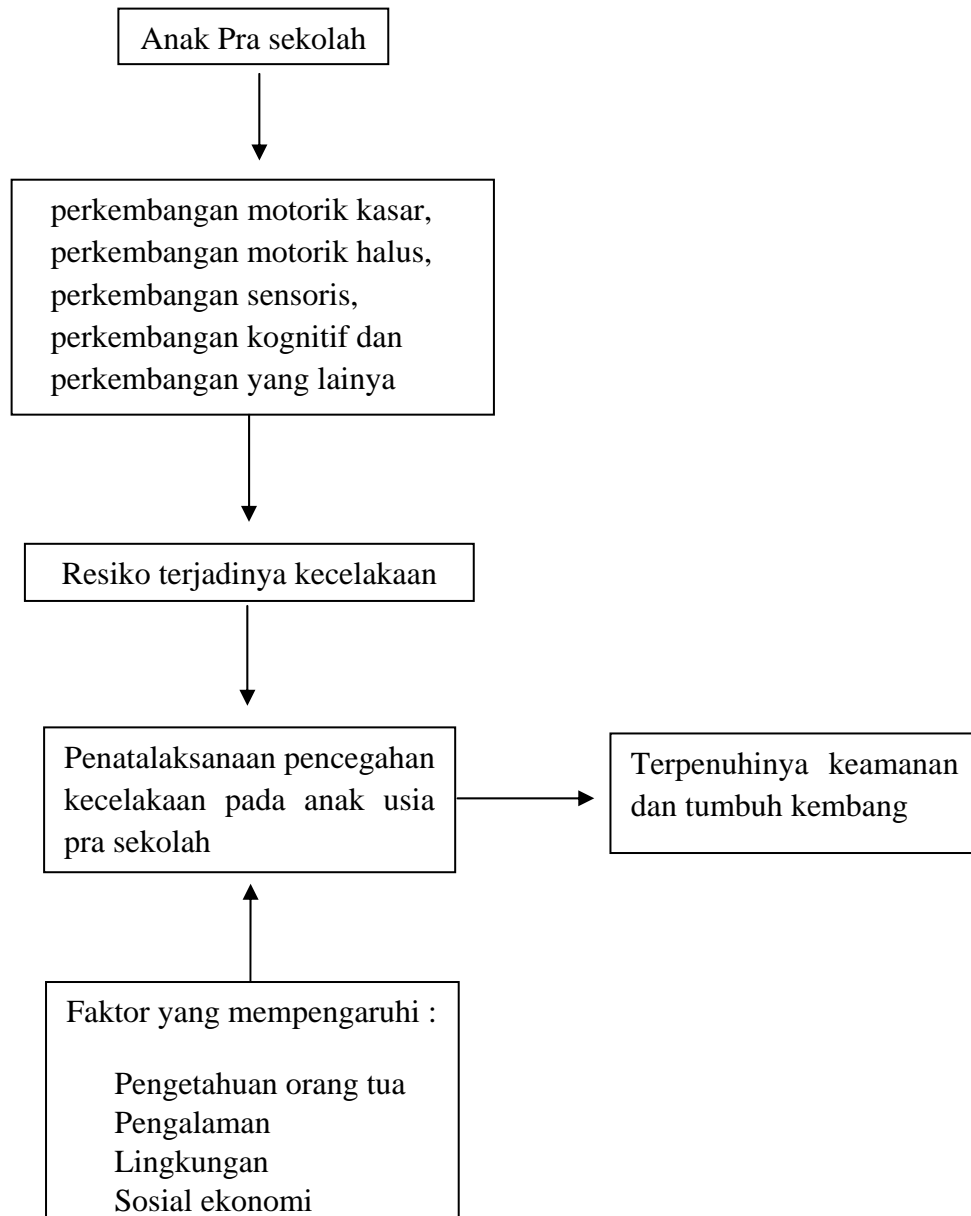 Anak Pra sekolah
perkembangan motorik kasar,
perkembangan motorik halus,
perkembangan sensoris,
perkembangan kognitif dan
perkembangan yang lainya
Resiko terjadinya kecelakaan
Penatalaksanaan pencegahan
kecelakaan pada anak usia
pra sekolah
Terpenuhinya keamanan
dan tumbuh kembang
Faktor yang mempengaruhi :
Pengetahuan orang tua
Pengalaman
Lingkungan
Sosial ekonomi